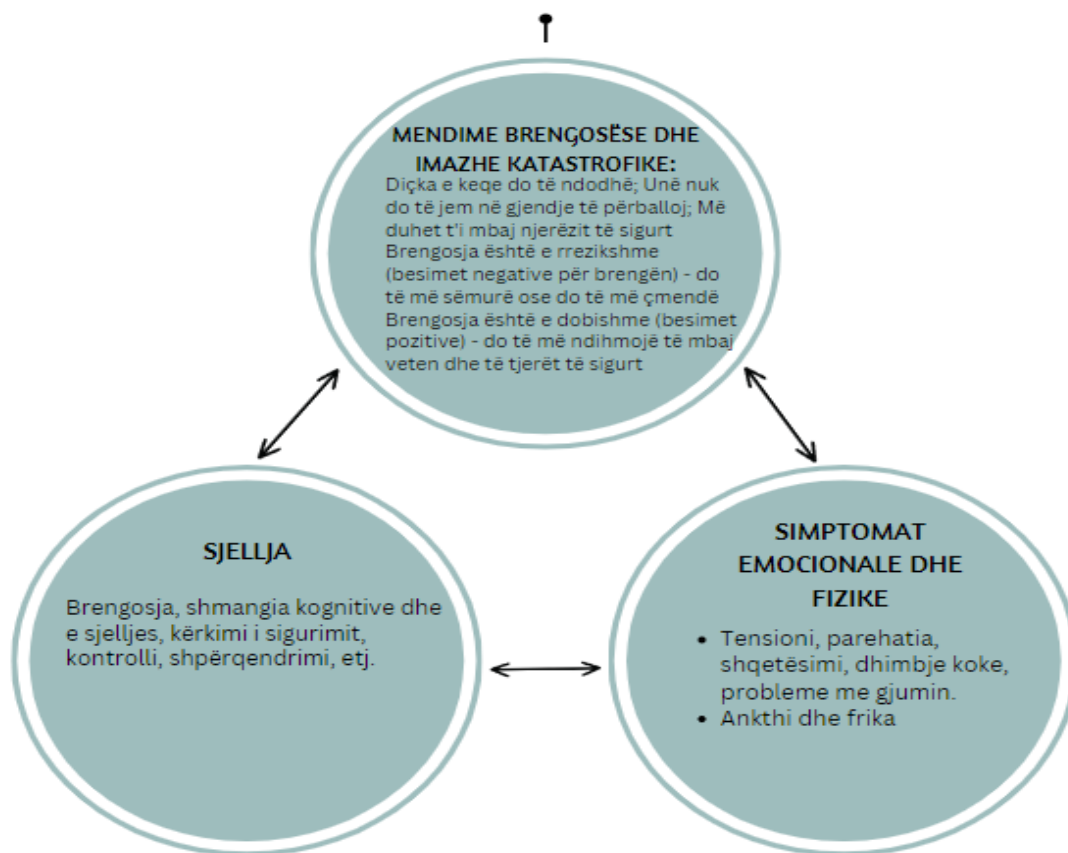 MENDIME BRENGOSËSE DHE
IMAZHE KATASTROFIKE:
Diçka e keqe do të ndodhë; Unë nuk
do të jem në gjendje të përballoj; Më
duhet t'i mbaj njerëzit të sigurt
Brengosja është e rrezikshme
(besimet negative për brengën) - do
të më sëmurë ose do të më çmendë
Brengosja është e dobishme (besimet
pozitive) - do të më ndihmojë të mbaj
veten dhe të tjerët të sigurt
SJELLJA
Brengosja, shmangia kognitive dhe
e sjelljes, kërkimi i sigurimit,
kontrolli, shpërqendrimi, etj.
SIMPTOMAT
EMOCIONALE DHE
FIZIKE
• Tensioni, parehatia,
shqetësimi, dhimbje koke,
probleme me gjumin.
• Ankthi dhe frika